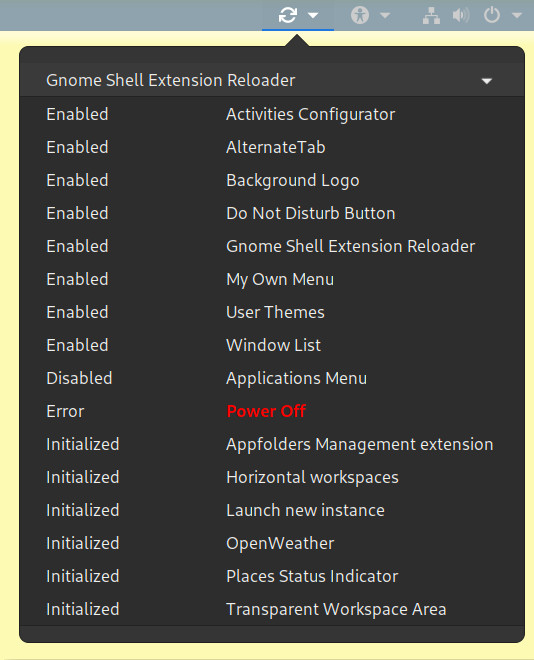 Gnome Shell Extension Reloader
Enabled Activities Configurator
Enabled AlternateTab
Enabled Background Logo
Enabled Do Not Disturb Button
Enabled Gnome Shell Extension Reloader
Enabled My Own Menu
Enabled User Themes
Enabled Window List
Disabled Applications Menu
Error Power Off
Initialized Appfolders Management extension
Initialized Horizontal workspaces
Initialized Launch new instance
Initialized OpenWeather
Initialized Places Status Indicator
Initialized Transparent Workspace Area